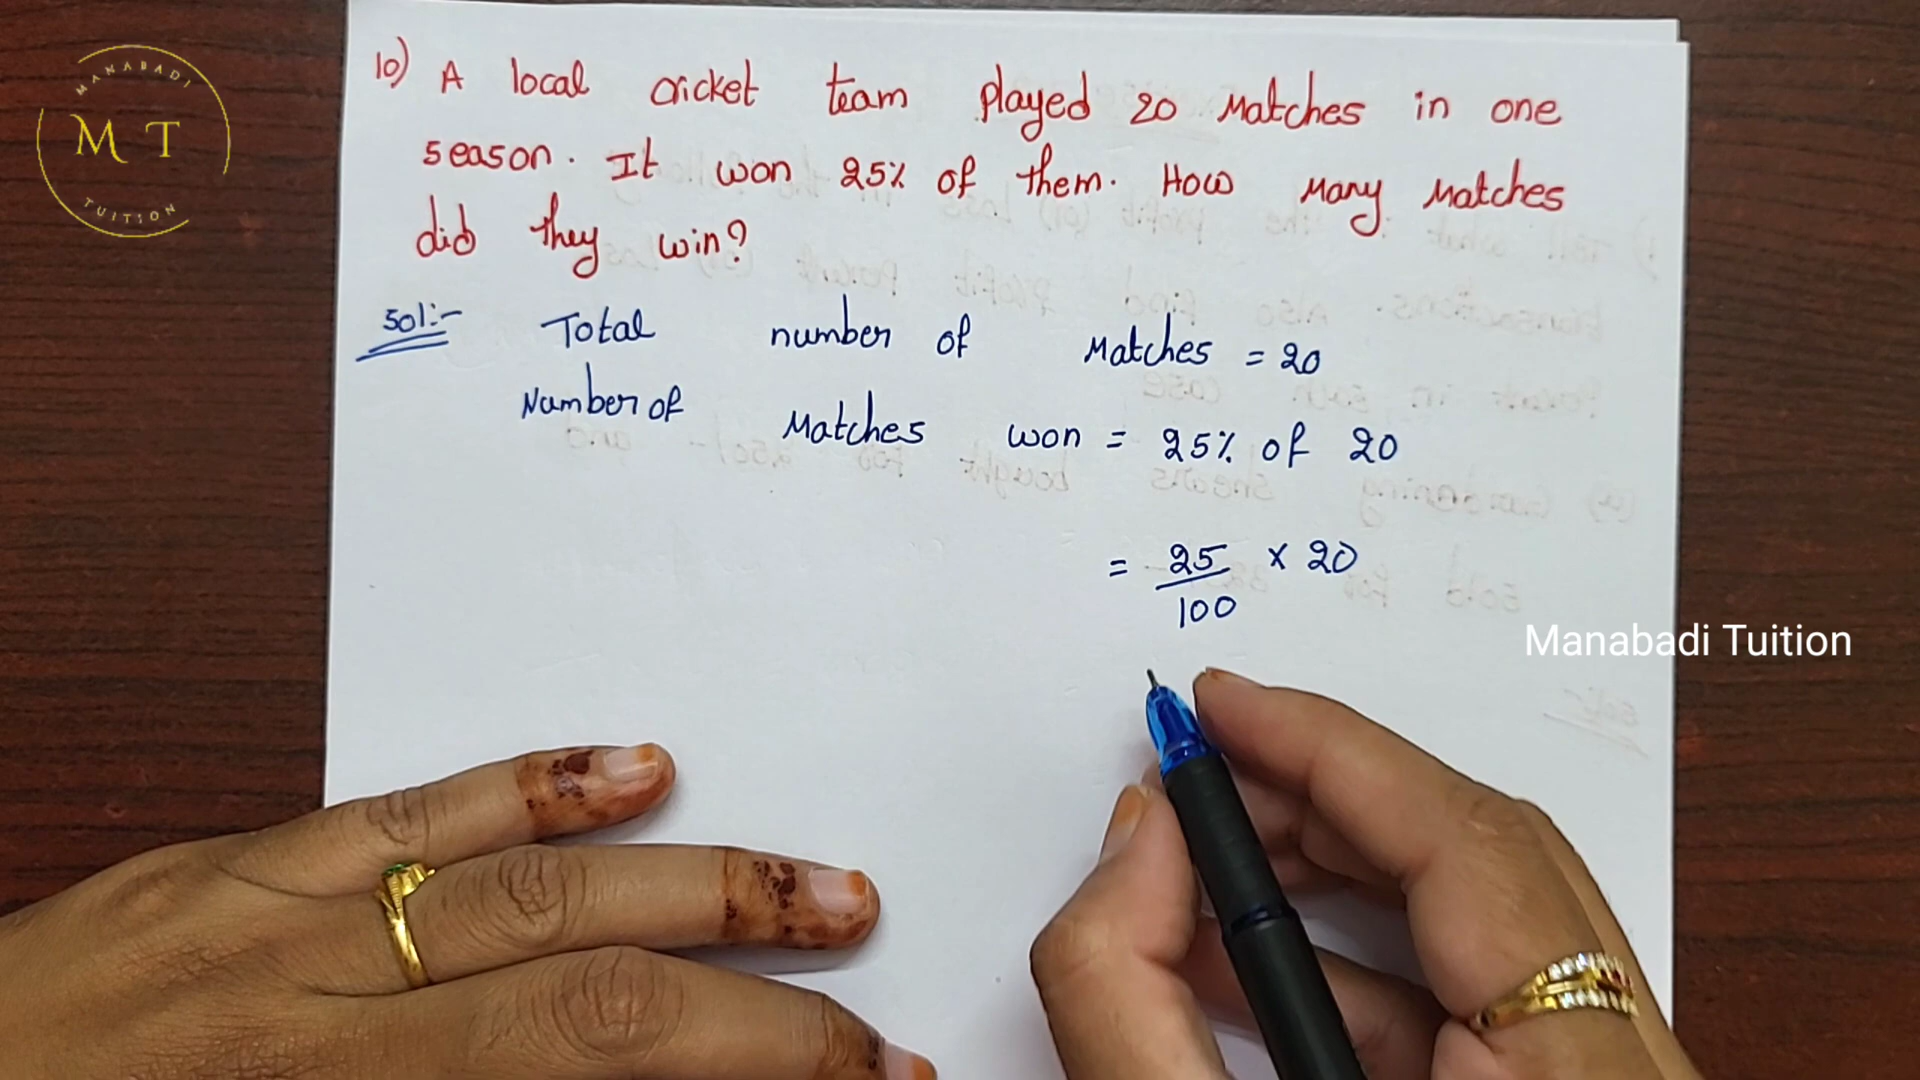 MANABADI
M T
TUITION
10) A local cricket team played 20 Matches in one
season. It won 25% of them. How many Matches
did they win?
Sol:- Total number of Matches = 20
Number of Matches won = 25% of 20
= 25/100 × 20
Manabadi Tuition